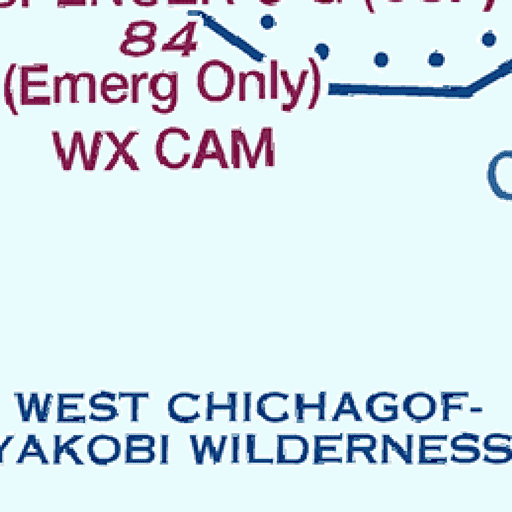 84
(Emerg Only)
WX CAM
WEST CHICHAGOF-
YAKOBI WILDERNESS